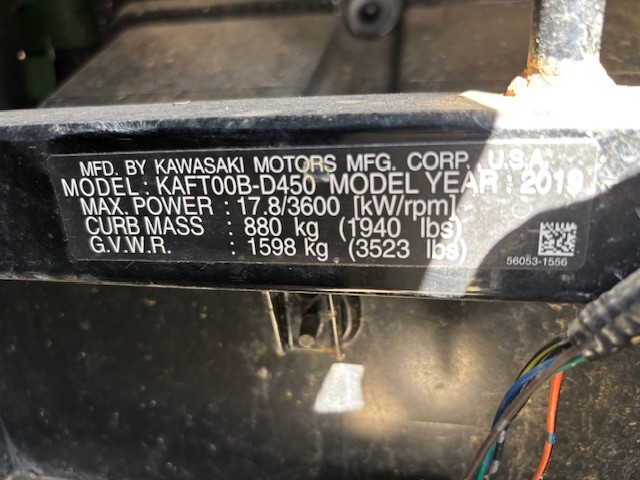 MFD. BY KAWASAKI MOTORS MFG. CORP., U.S.A.
MODEL : KAFT00B-D450 MODEL YEAR : 2019
MAX. POWER : 17.8/3600 [kW/rpm]
CURB MASS : 880 kg (1940 lbs)
G.V.W.R. : 1598 kg (3523 lbs)
56053-1556